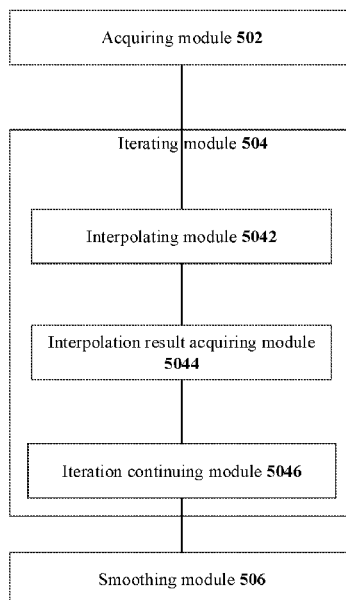 Acquiring module 502
Iterating module 504
Interpolating module 5042
Interpolation result acquiring module
5044
Iteration continuing module 5046
Smoothing module 506